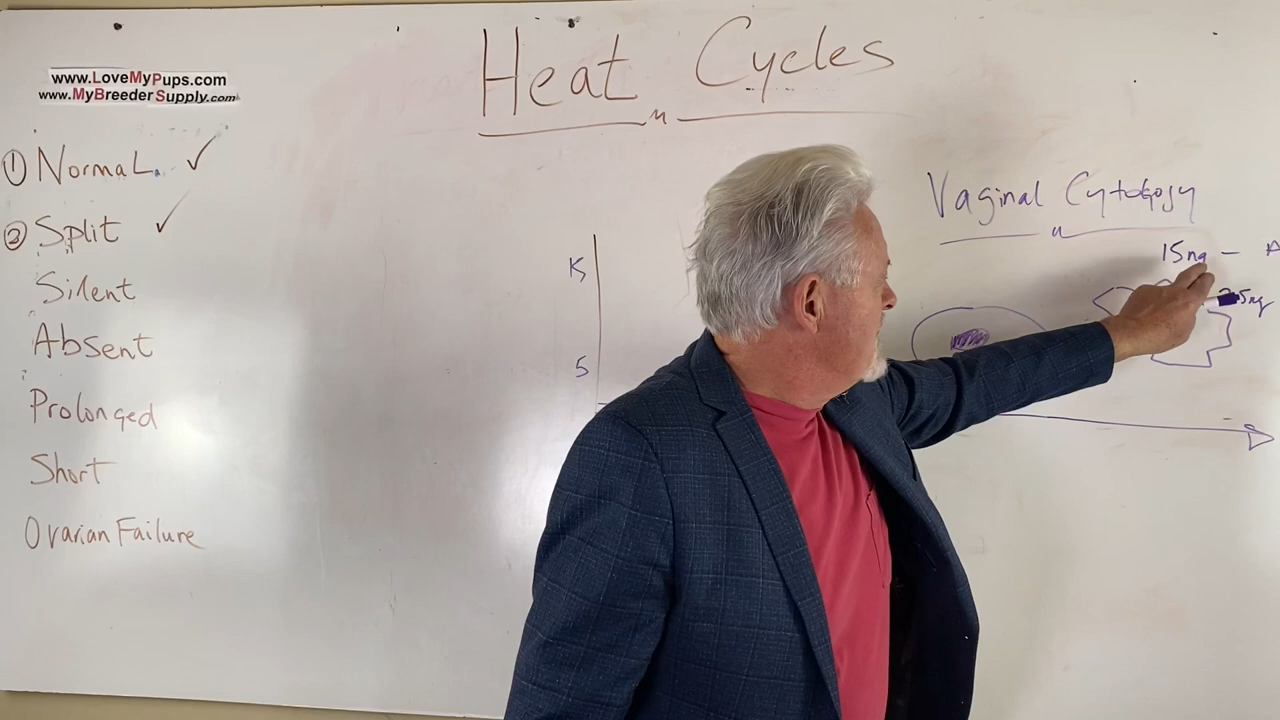 www.LoveMyPups.com
www.MyBreederSupply.com
Heat Cycles
① Normal. ✓
② Split ✓
Silent
Absent
Prolonged
Short
Ovarian Failure
Vaginal Cytology
15ng - A
5ng
K
S